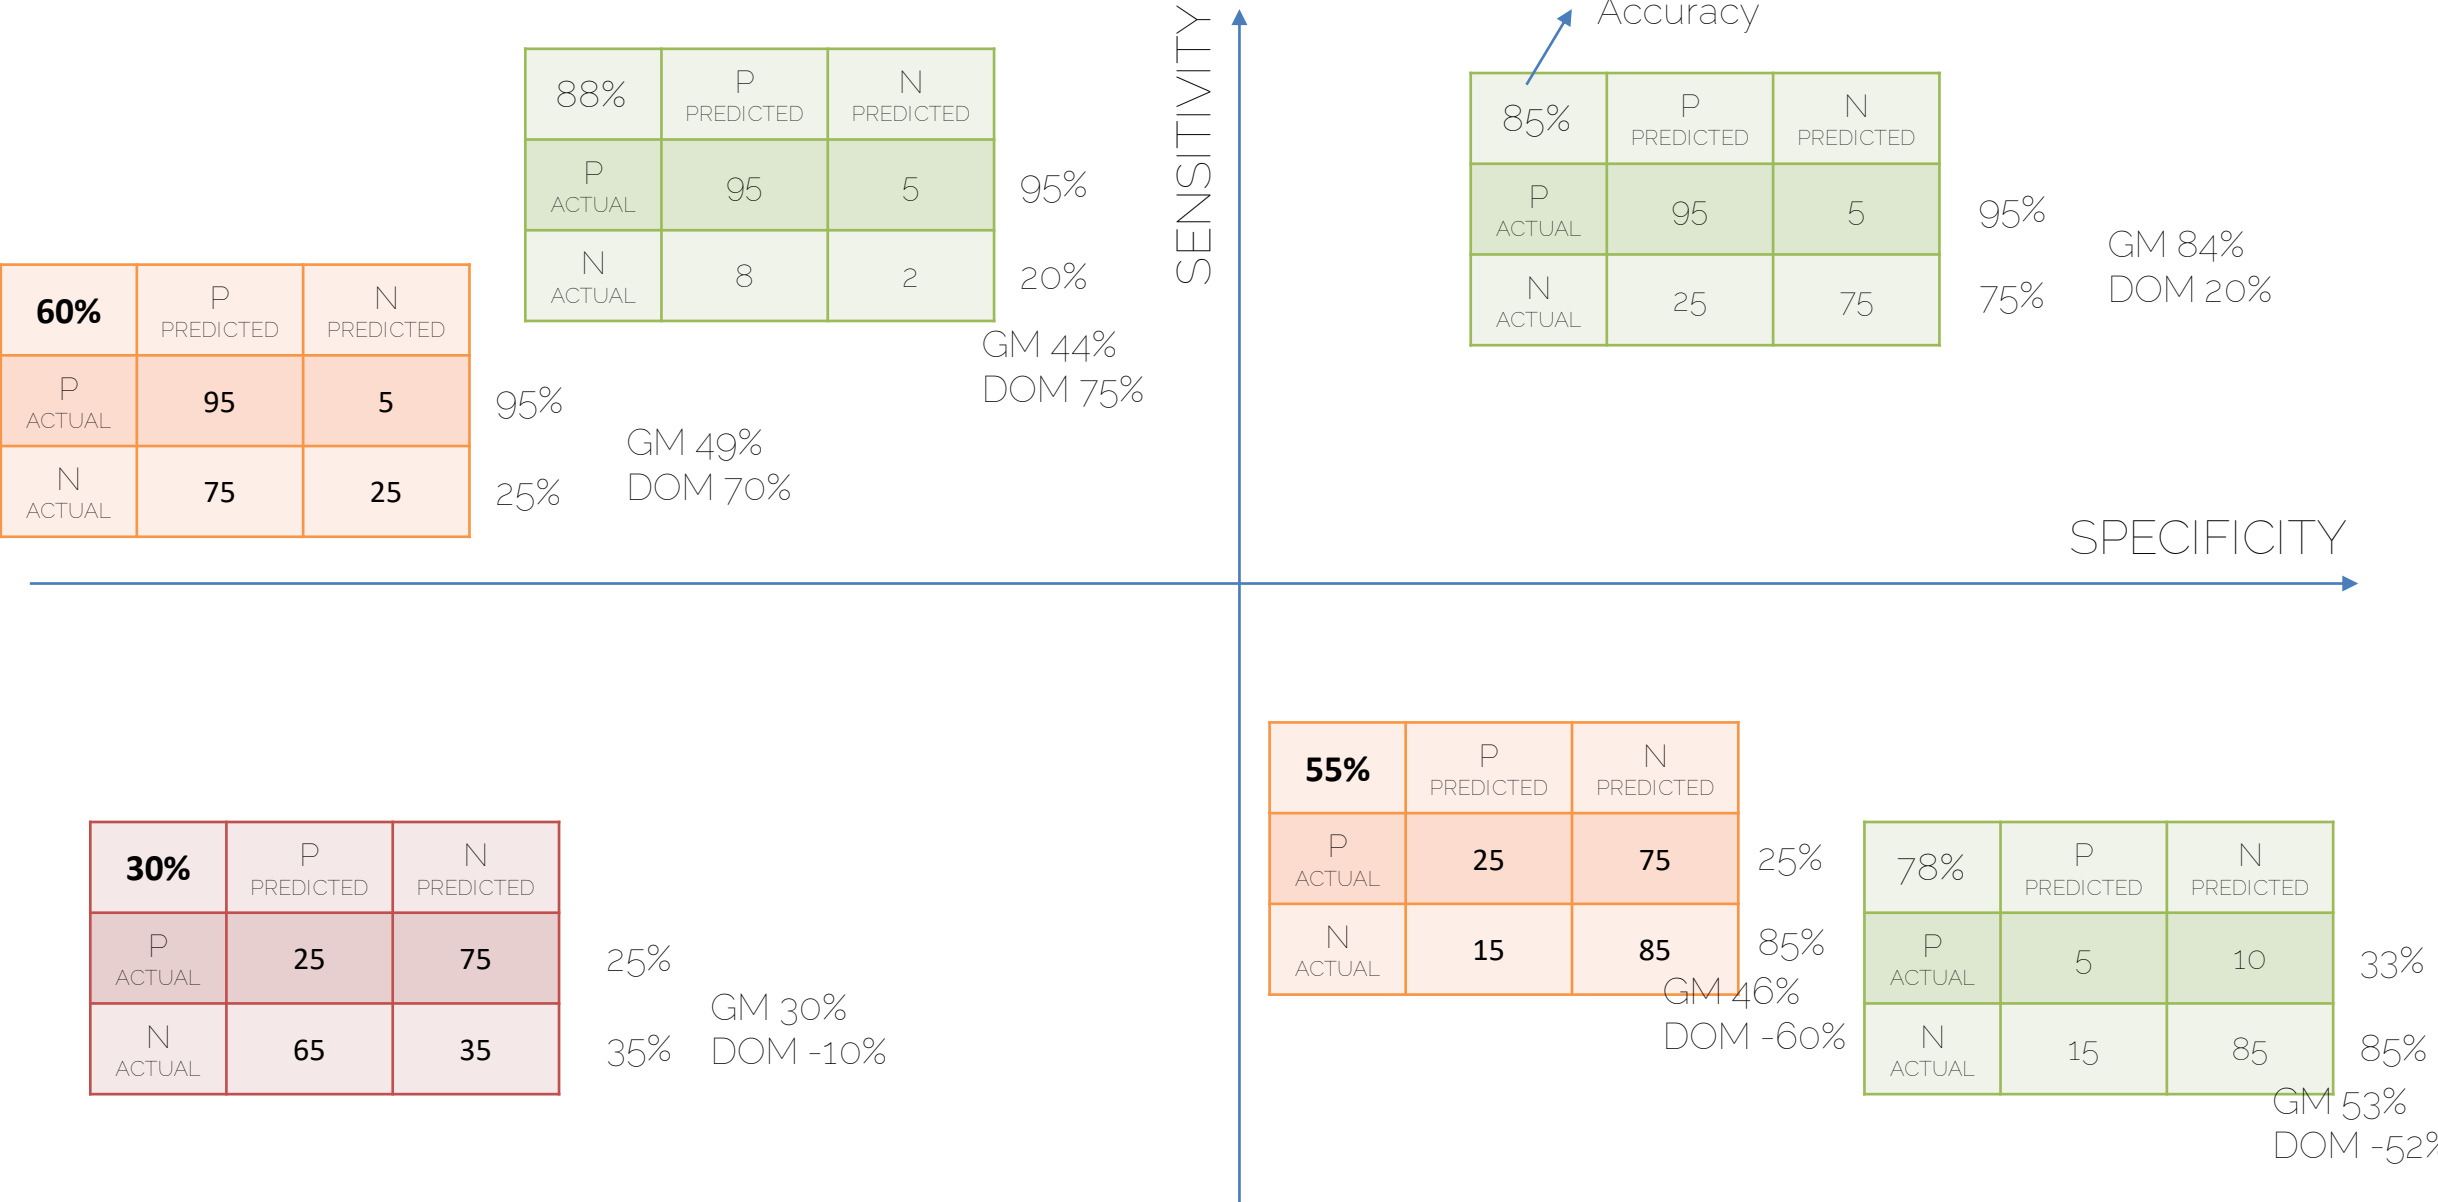 SENSITIVITY
SPECIFICITY
Accuracy
88% P PREDICTED N PREDICTED
P ACTUAL 95 5 95%
N ACTUAL 8 2 20%
GM 44%
DOM 75%
85% P PREDICTED N PREDICTED
P ACTUAL 95 5 95%
N ACTUAL 25 75 75%
GM 84%
DOM 20%
60% P PREDICTED N PREDICTED
P ACTUAL 95 5 95%
N ACTUAL 75 25 25%
GM 49%
DOM 70%
55% P PREDICTED N PREDICTED
P ACTUAL 25 75 25%
N ACTUAL 15 85 85%
GM 46%
DOM -60%
30% P PREDICTED N PREDICTED
P ACTUAL 25 75 25%
N ACTUAL 65 35 35%
GM 30%
DOM -10%
78% P PREDICTED N PREDICTED
P ACTUAL 5 10 33%
N ACTUAL 15 85 85%
GM 53%
DOM -52%